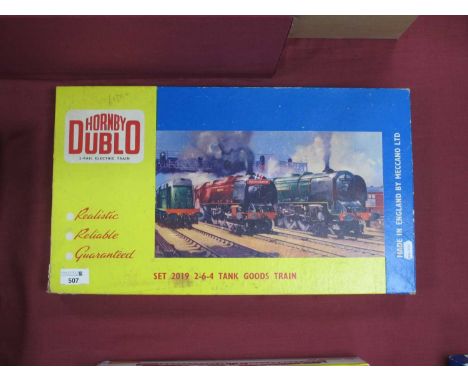 HORNBY
DUBLO
2-RAIL ELECTRIC TRAIN
Realistic
Reliable
Guaranteed
507
SET 2019 2-6-4 TANK GOODS TRAIN
MADE IN ENGLAND BY MECCANO LTD